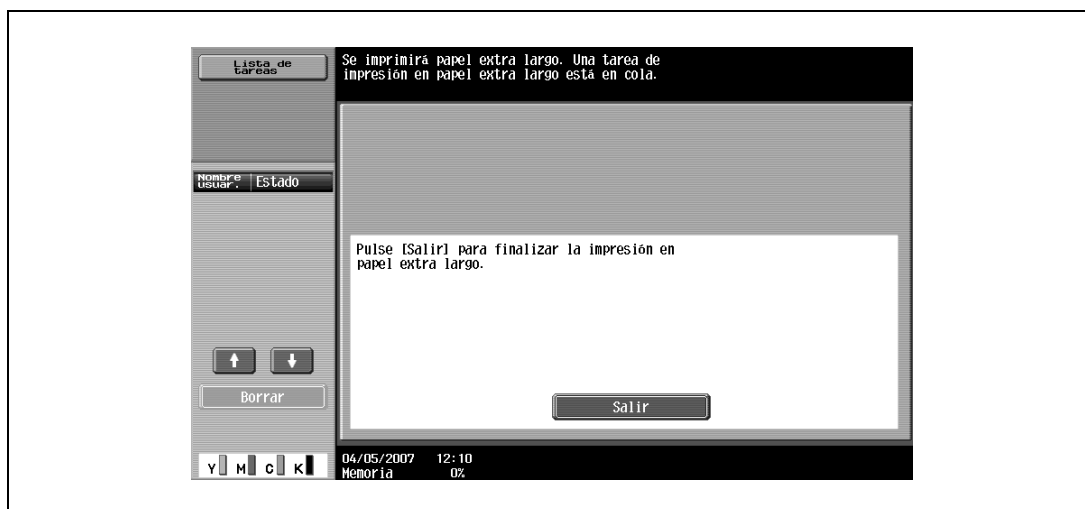 Lista de
tareas
Se imprimirá papel extra largo. Una tarea de
impresión en papel extra largo está en cola.
Nombre
usuar.
Estado
Pulse [Salir] para finalizar la impresión en
papel extra largo.
Borrar
Salir
Y M C K
04/05/2007 12:10
Memoria 0%